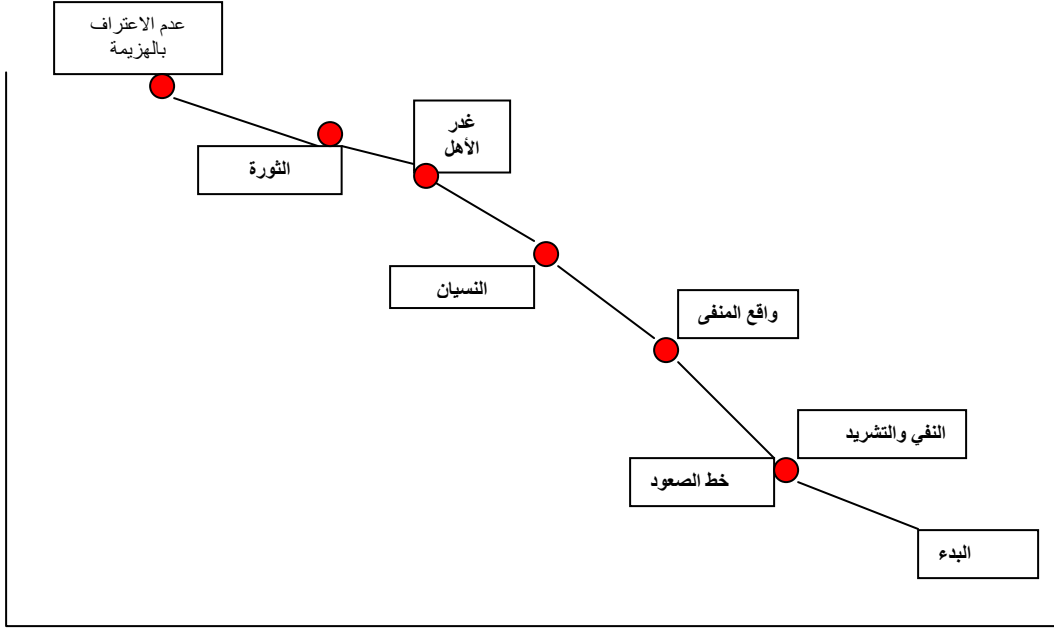 عدم الاعتراف
بالهزيمة
غدر
الأهل
الثورة
النسيان
واقع المنفى
النفي والتشريد
خط الصعود
البدء